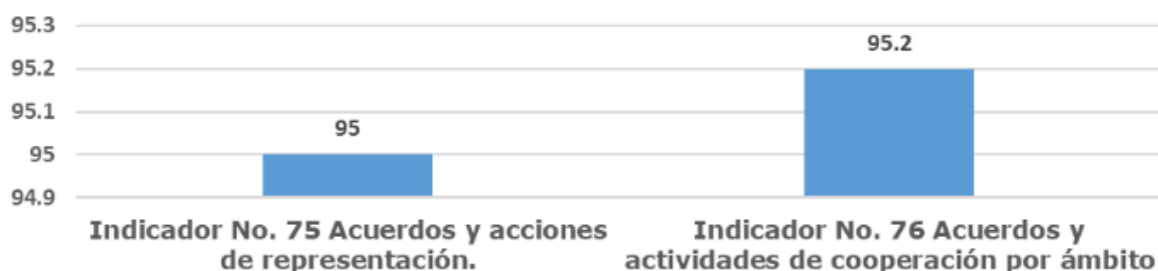 95.3
95.2
95.1
95
94.9
95
95.2
Indicador No. 75 Acuerdos y acciones
de representación.
Indicador No. 76 Acuerdos y
actividades de cooperación por ámbito